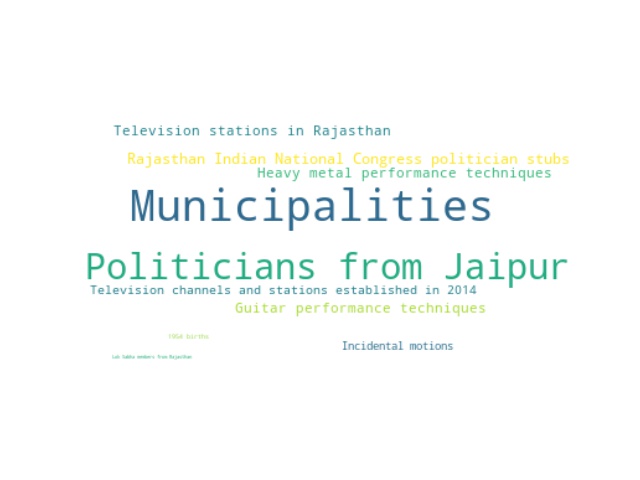 Television stations in Rajasthan
Rajasthan Indian National Congress politician stubs
Heavy metal performance techniques
Municipalities
Politicians from Jaipur
Television channels and stations established in 2014
Guitar performance techniques
1954 births
Incidental motions
Lok Sabha members from Rajasthan